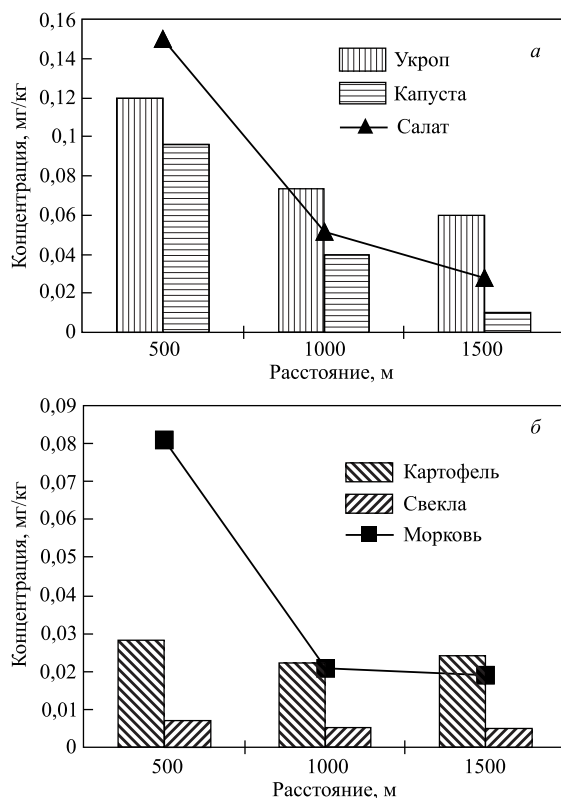 0,16
0,15
0,12
0,1
0,08
0,06
0,04
0,02
0
Концентрация, мг/кг
а
Укроп
Капуста
Салат
500 1000 1500
Расстояние, м
0,09
0,08
0,07
0,06
0,05
0,04
0,03
0,02
0,01
0
Концентрация, мг/кг
б
Картофель
Свекла
Морковь
500 1000 1500
Расстояние, м